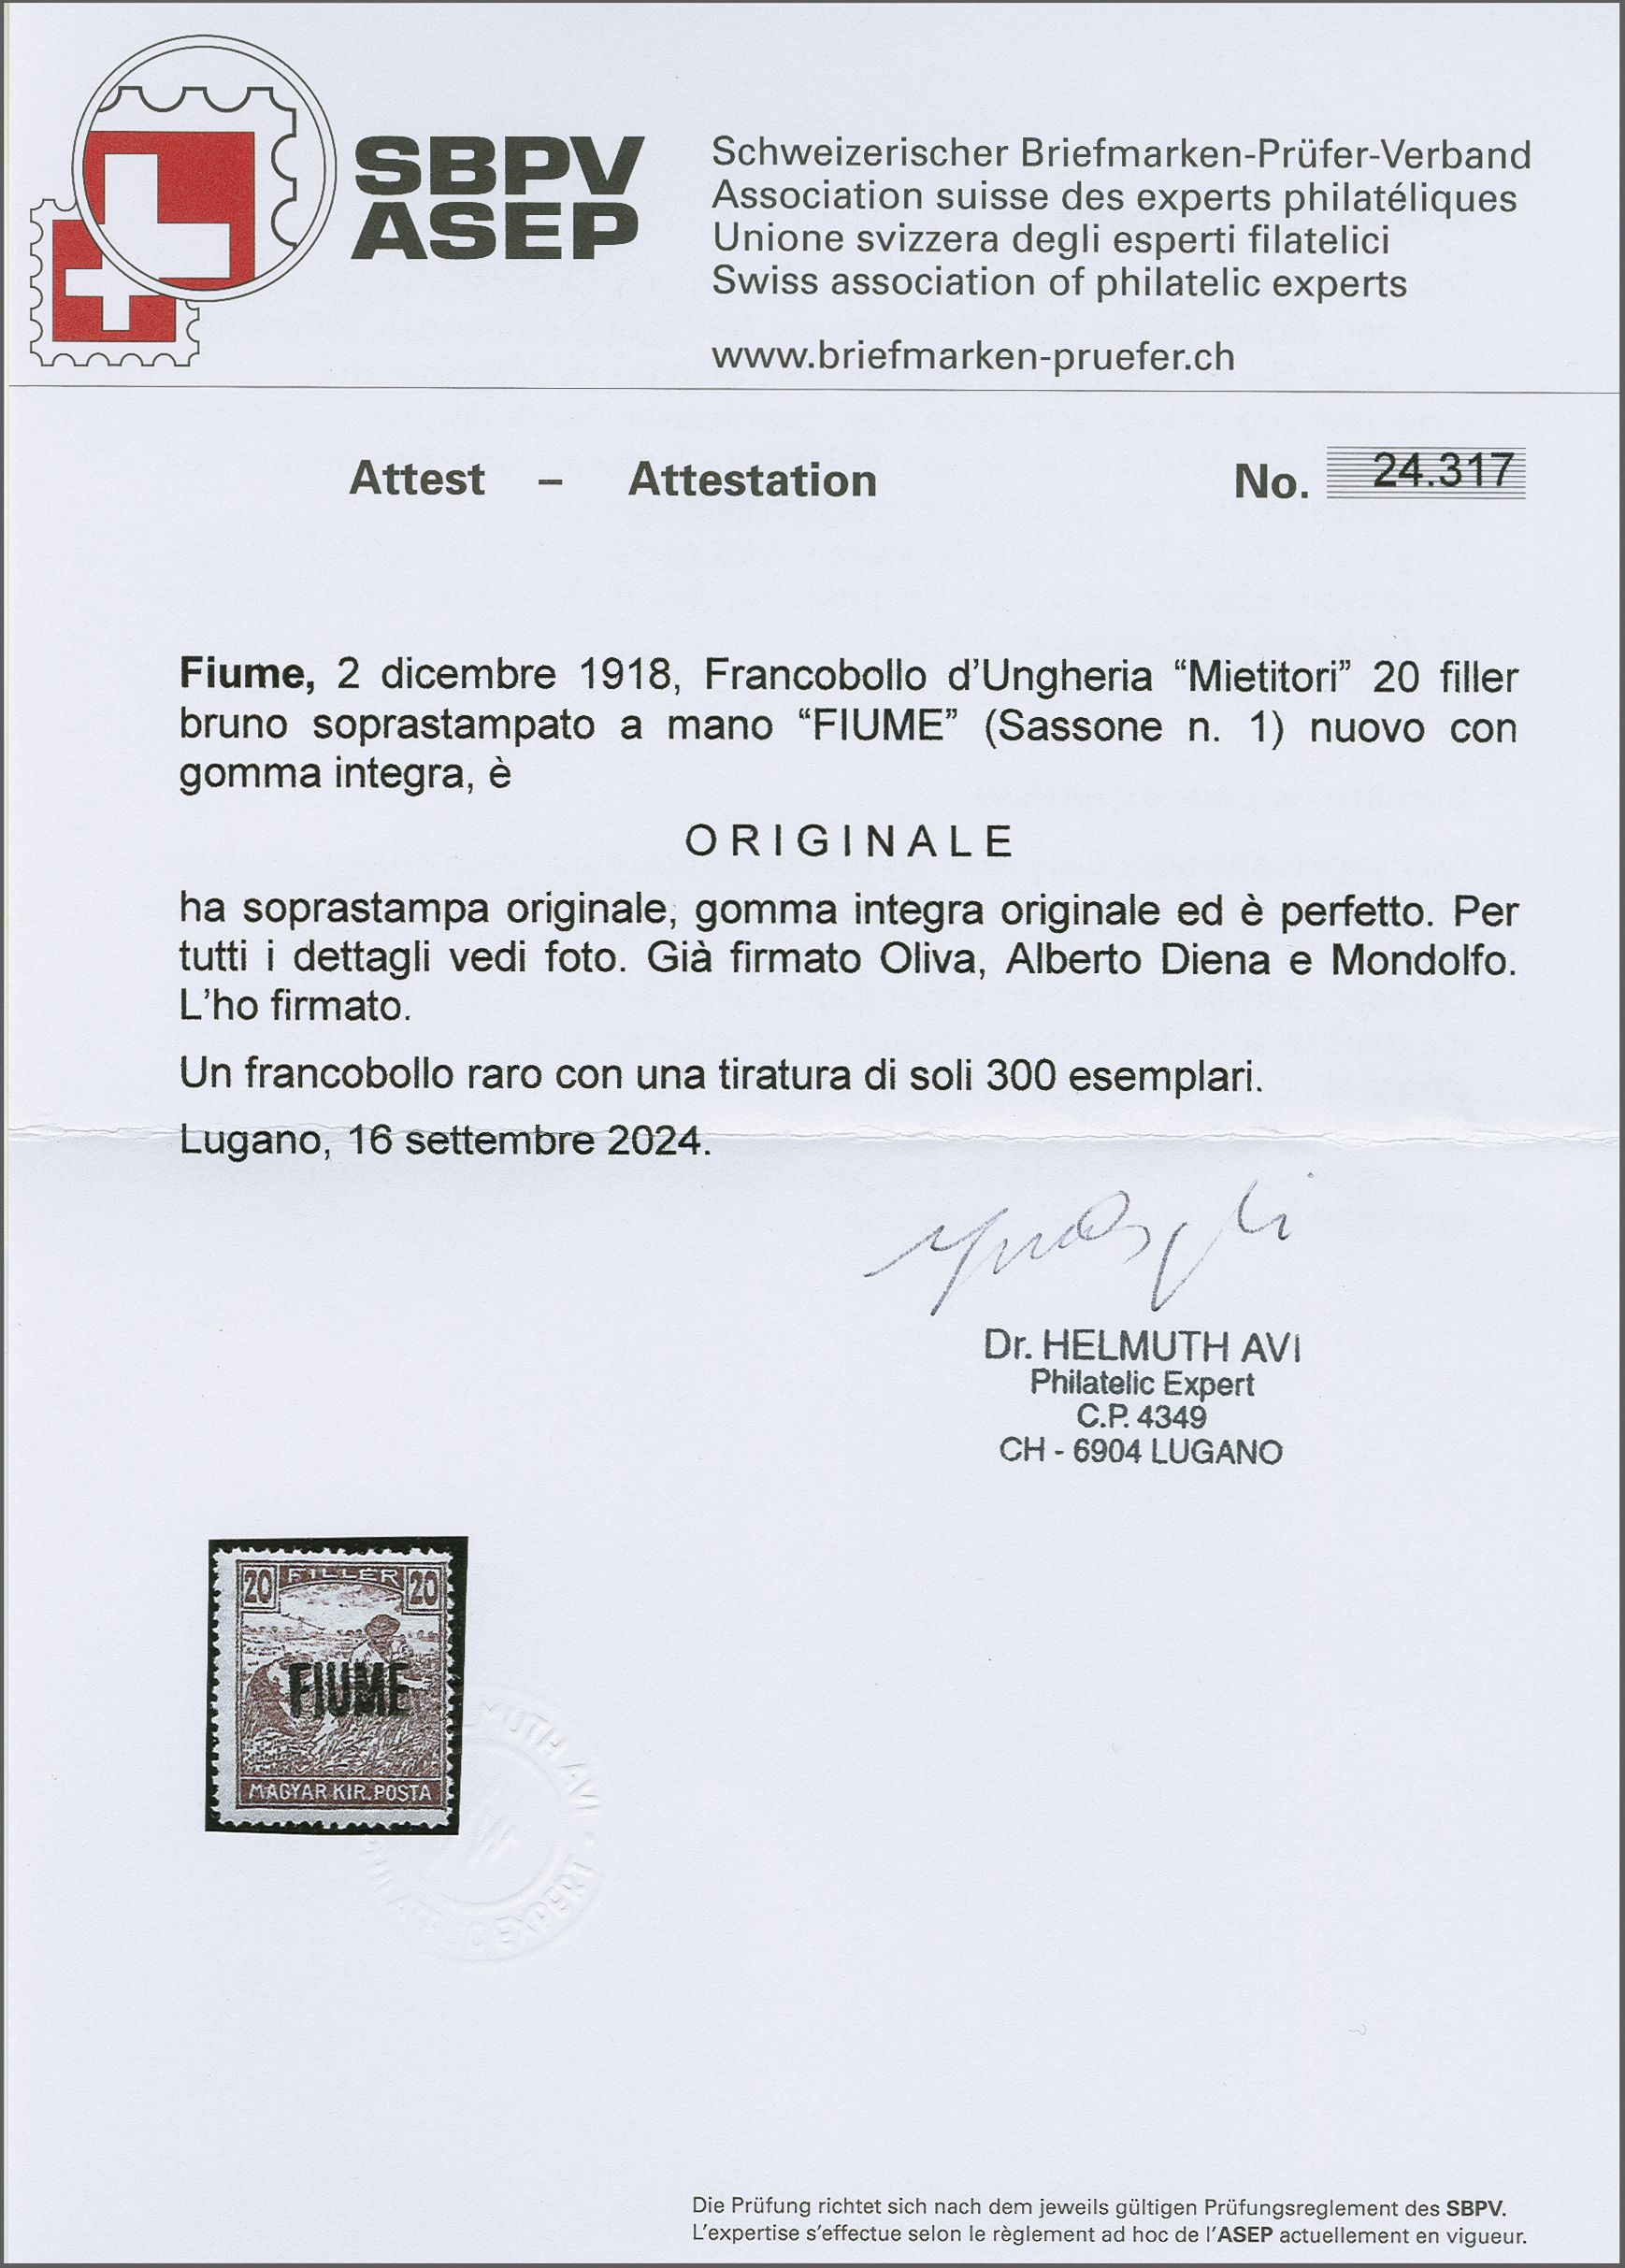 SBPV
ASEP
Schweizerischer Briefmarken-Prüfer-Verband
Association suisse des experts philatéliques
Unione svizzera degli esperti filatelici
Swiss association of philatelic experts
www.briefmarken-pruefer.ch
Attest – Attestation No. 24.317
Fiume, 2 dicembre 1918, Francobollo d'Ungheria “Mietitori” 20 filler
bruno soprastampato a mano “FIUME” (Sassone n. 1) nuovo con
gomma integra, è
ORIGINALE
ha soprastampa originale, gomma integra originale ed è perfetto. Per
tutti i dettagli vedi foto. Già firmato Oliva, Alberto Diena e Mondolfo.
L'ho firmato.
Un francobollo raro con una tiratura di soli 300 esemplari.
Lugano, 16 settembre 2024.
Dr. HELMUTH AVI
Philatelic Expert
C.P. 4349
CH - 6904 LUGANO
20 FILLER 20
FIUME
MAGYAR KIR. POSTA
MUTH AVI · EXPERT
Die Prüfung richtet sich nach dem jeweils gültigen Prüfungsreglement des SBPV.
L'expertise s'effectue selon le règlement ad hoc de l'ASEP actuellement en vigueur.